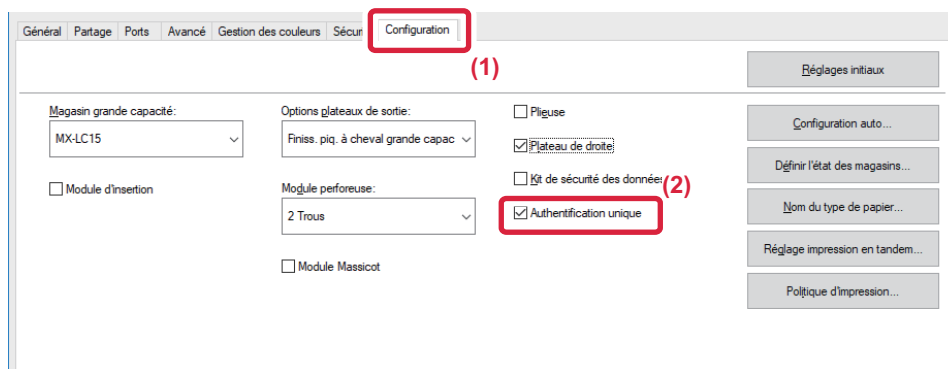 Général Partage Ports Avancé Gestion des couleurs Sécur Configuration
(1)
Réglages initiaux
Magasin grande capacité:
MX-LC15
Module d'insertion
Options plateaux de sortie:
Finiss. piq. à cheval grande capac
Module perforeuse:
2 Trous
Module Massicot
Plieuse
Plateau de droite
Kit de sécurité des données
(2)
Authentification unique
Configuration auto...
Définir l'état des magasins...
Nom du type de papier...
Réglage impression en tandem...
Politique d'impression...